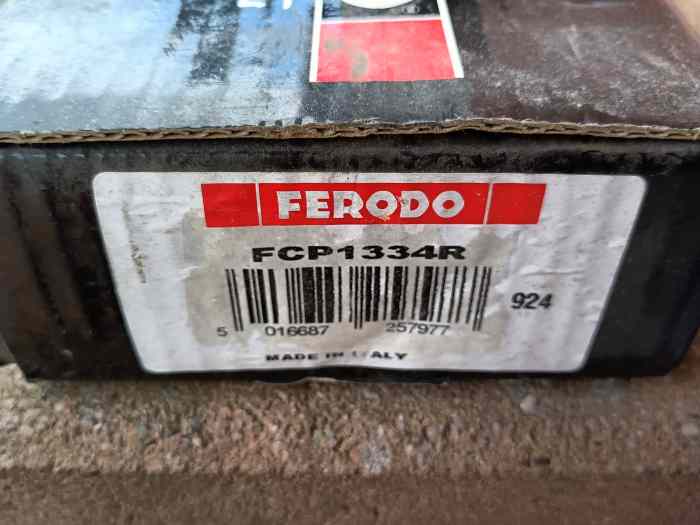 FERODO
FCP1334R
924
5 016687 257977
MADE IN ITALY